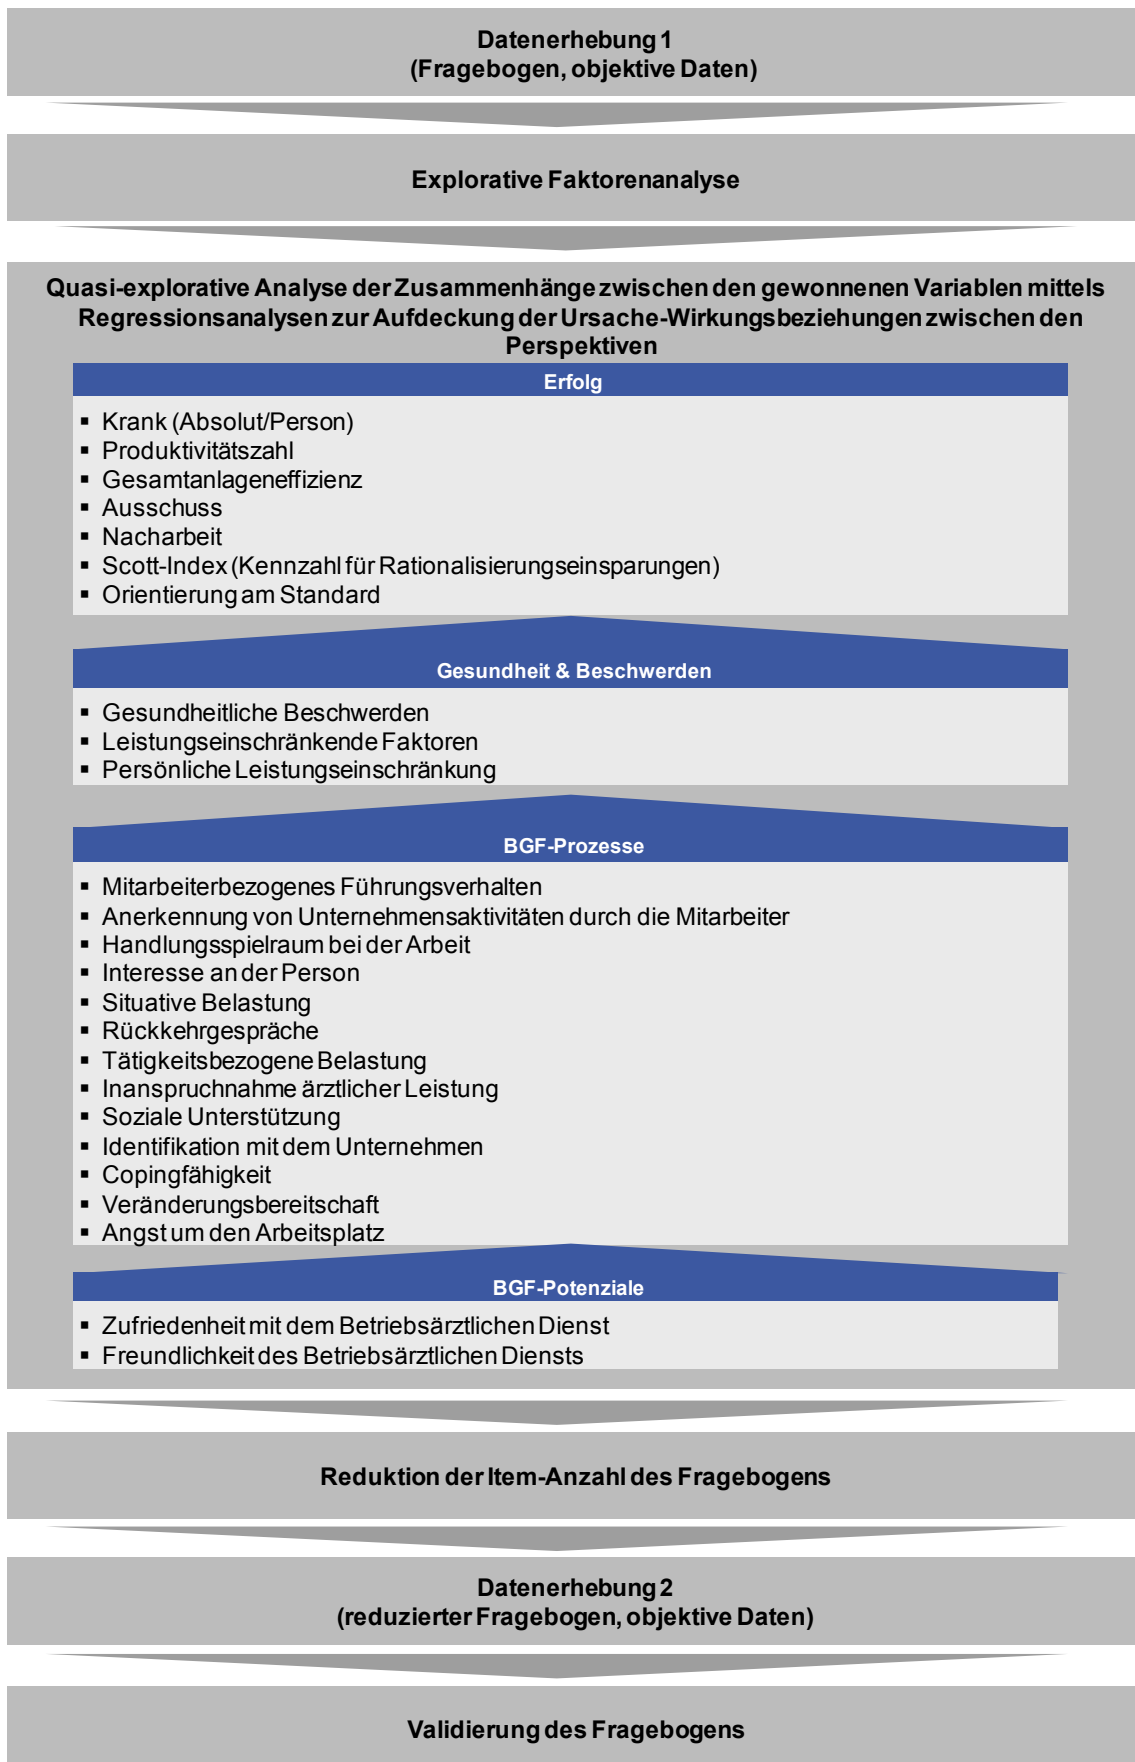 Datenerhebung 1
(Fragebogen, objektive Daten)
Explorative Faktorenanalyse
Quasi-explorative Analyse der Zusammenhänge zwischen den gewonnenen Variablen mittels
Regressionsanalysen zur Aufdeckung der Ursache-Wirkungsbeziehungen zwischen den
Perspektiven
Erfolg
▪ Krank (Absolut/Person)
▪ Produktivitätszahl
▪ Gesamtanlageneffizienz
▪ Ausschuss
▪ Nacharbeit
▪ Scott-Index (Kennzahl für Rationalisierungseinsparungen)
▪ Orientierung am Standard
Gesundheit & Beschwerden
▪ Gesundheitliche Beschwerden
▪ Leistungseinschränkende Faktoren
▪ Persönliche Leistungseinschränkung
BGF-Prozesse
▪ Mitarbeiterbezogenes Führungsverhalten
▪ Anerkennung von Unternehmensaktivitäten durch die Mitarbeiter
▪ Handlungsspielraum bei der Arbeit
▪ Interesse an der Person
▪ Situative Belastung
▪ Rückkehrgespräche
▪ Tätigkeitsbezogene Belastung
▪ Inanspruchnahme ärztlicher Leistung
▪ Soziale Unterstützung
▪ Identifikation mit dem Unternehmen
▪ Copingfähigkeit
▪ Veränderungsbereitschaft
▪ Angst um den Arbeitsplatz
BGF-Potenziale
▪ Zufriedenheit mit dem Betriebsärztlichen Dienst
▪ Freundlichkeit des Betriebsärztlichen Diensts
Reduktion der Item-Anzahl des Fragebogens
Datenerhebung 2
(reduzierter Fragebogen, objektive Daten)
Validierung des Fragebogens